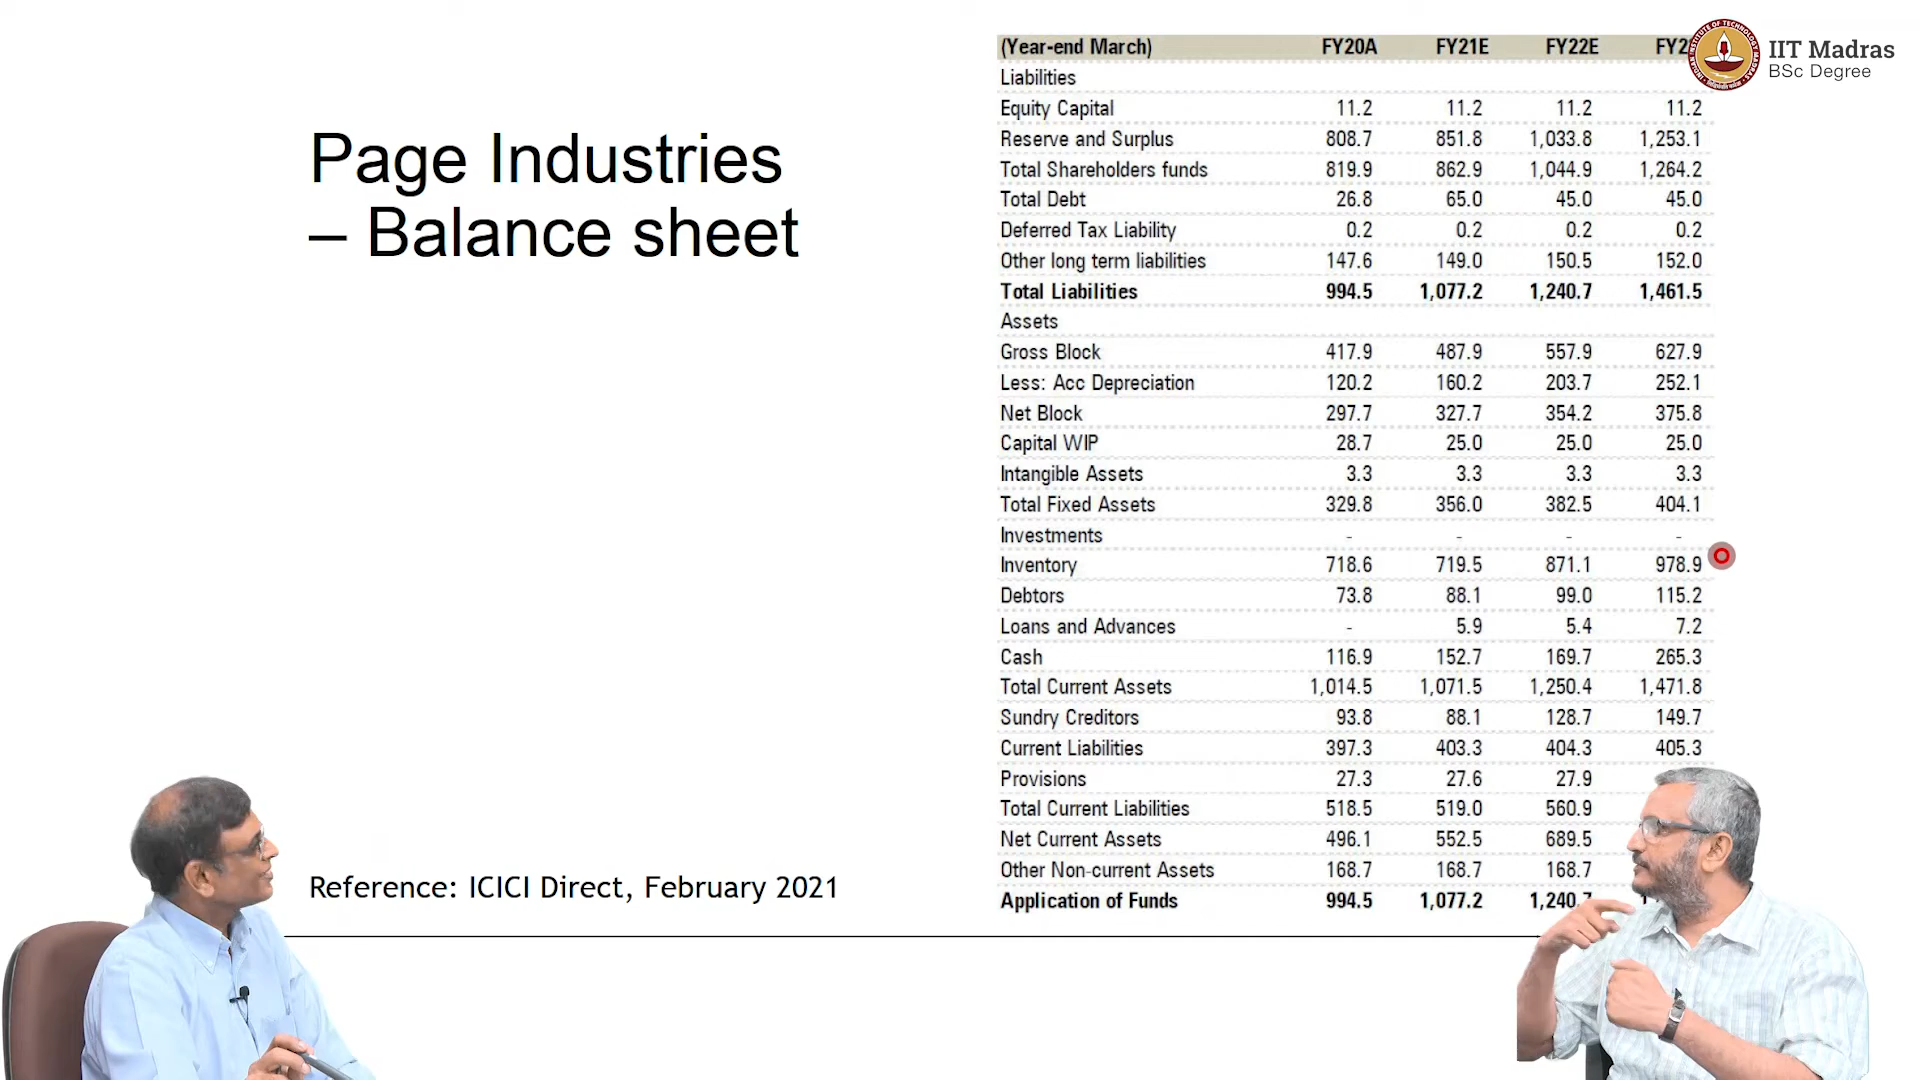 IIT Madras
BSc Degree
Page Industries
– Balance sheet
Reference: ICICI Direct, February 2021
(Year-end March) FY20A FY21E FY22E
Liabilities
Equity Capital 11.2 11.2 11.2 11.2
Reserve and Surplus 808.7 851.8 1,033.8 1,253.1
Total Shareholders funds 819.9 862.9 1,044.9 1,264.2
Total Debt 26.8 65.0 45.0 45.0
Deferred Tax Liability 0.2 0.2 0.2 0.2
Other long term liabilities 147.6 149.0 150.5 152.0
Total Liabilities 994.5 1,077.2 1,240.7 1,461.5
Assets
Gross Block 417.9 487.9 557.9 627.9
Less: Acc Depreciation 120.2 160.2 203.7 252.1
Net Block 297.7 327.7 354.2 375.8
Capital WIP 28.7 25.0 25.0 25.0
Intangible Assets 3.3 3.3 3.3 3.3
Total Fixed Assets 329.8 356.0 382.5 404.1
Investments - - - -
Inventory 718.6 719.5 871.1 978.9
Debtors 73.8 88.1 99.0 115.2
Loans and Advances - 5.9 5.4 7.2
Cash 116.9 152.7 169.7 265.3
Total Current Assets 1,014.5 1,071.5 1,250.4 1,471.8
Sundry Creditors 93.8 88.1 128.7 149.7
Current Liabilities 397.3 403.3 404.3 405.3
Provisions 27.3 27.6 27.9
Total Current Liabilities 518.5 519.0 560.9
Net Current Assets 496.1 552.5 689.5
Other Non-current Assets 168.7 168.7 168.7
Application of Funds 994.5 1,077.2 1,240.7